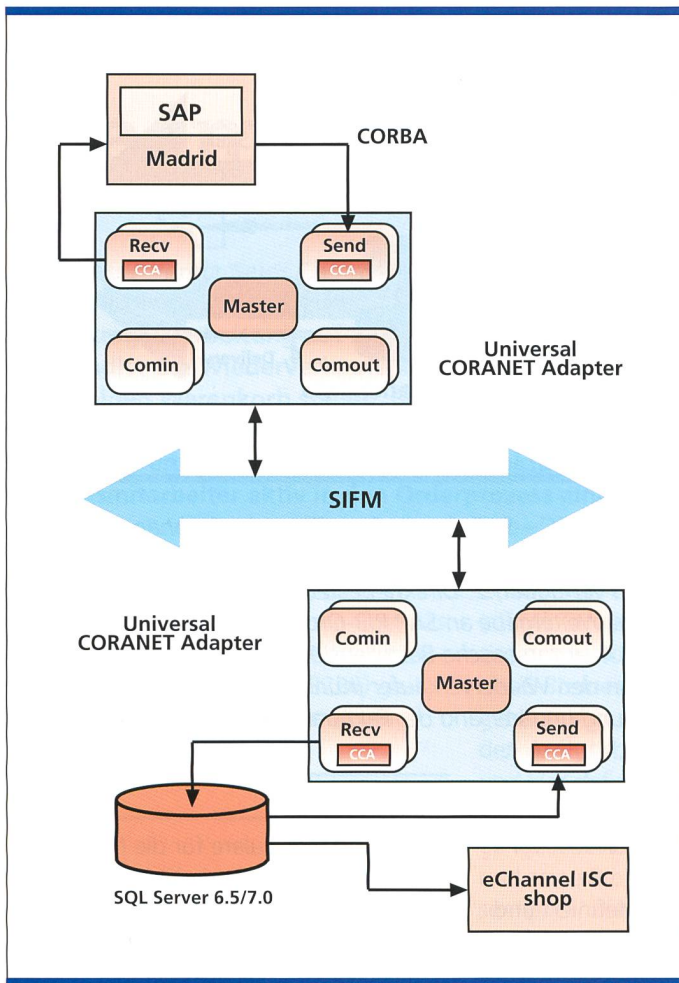 SAP
Madrid
CORBA
Recv
CCA
Send
CCA
Master
Comin
Comout
Universal
CORANET Adapter
SIFM
Universal
CORANET Adapter
Comin
Comout
Master
Recv
CCA
Send
CCA
SQL Server 6.5/7.0
eChannel ISC
shop